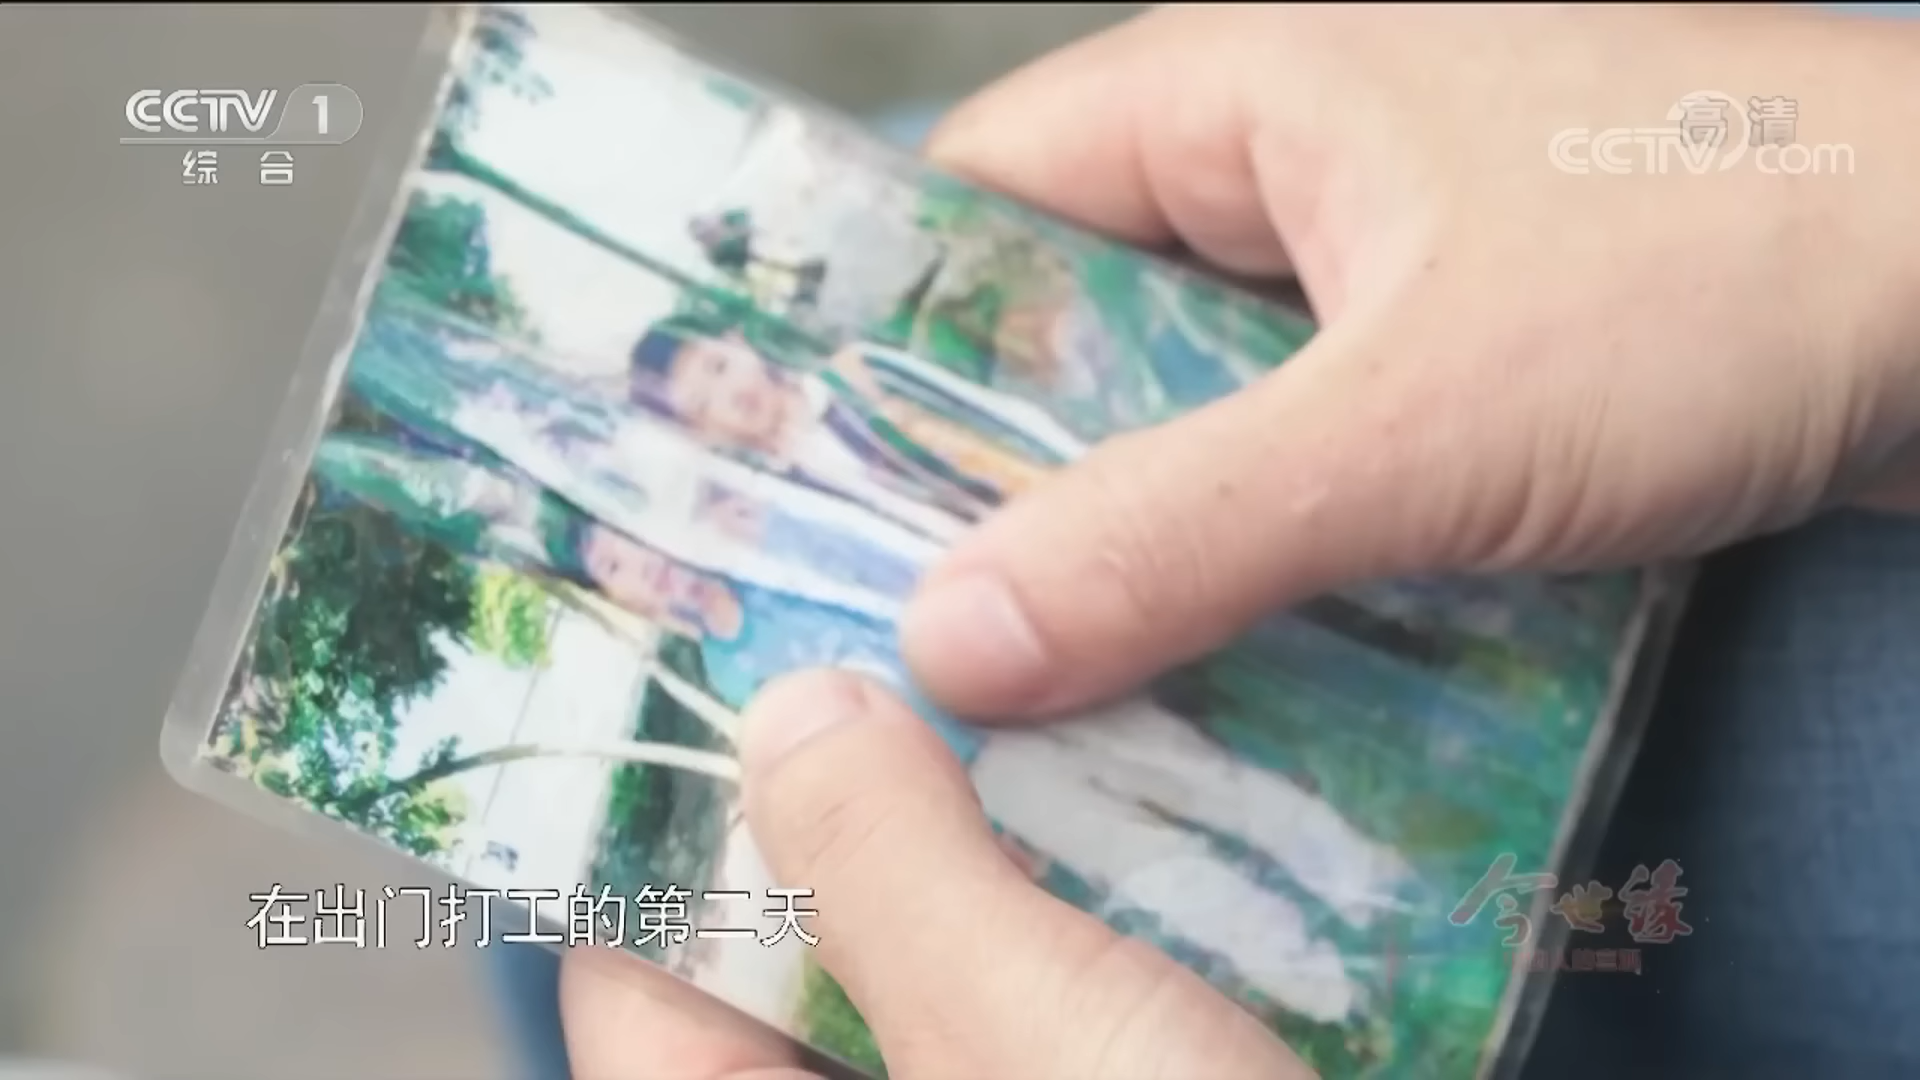 CCTV 1
综合
高清
CCTV.com
在出门打工的第二天
今世缘